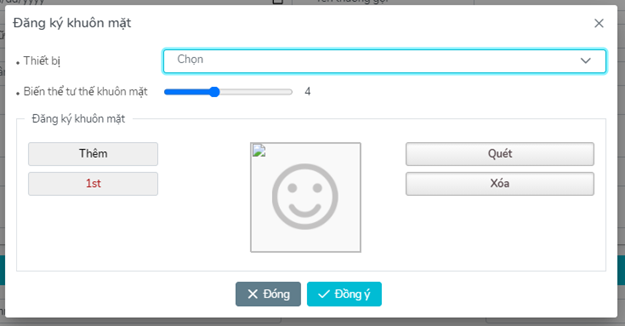 Đăng ký khuôn mặt
Thiết bị
Chọn
Biến thể tư thế khuôn mặt
4
Đăng ký khuôn mặt
Thêm
Quét
1st
Xóa
Đóng
Đồng ý